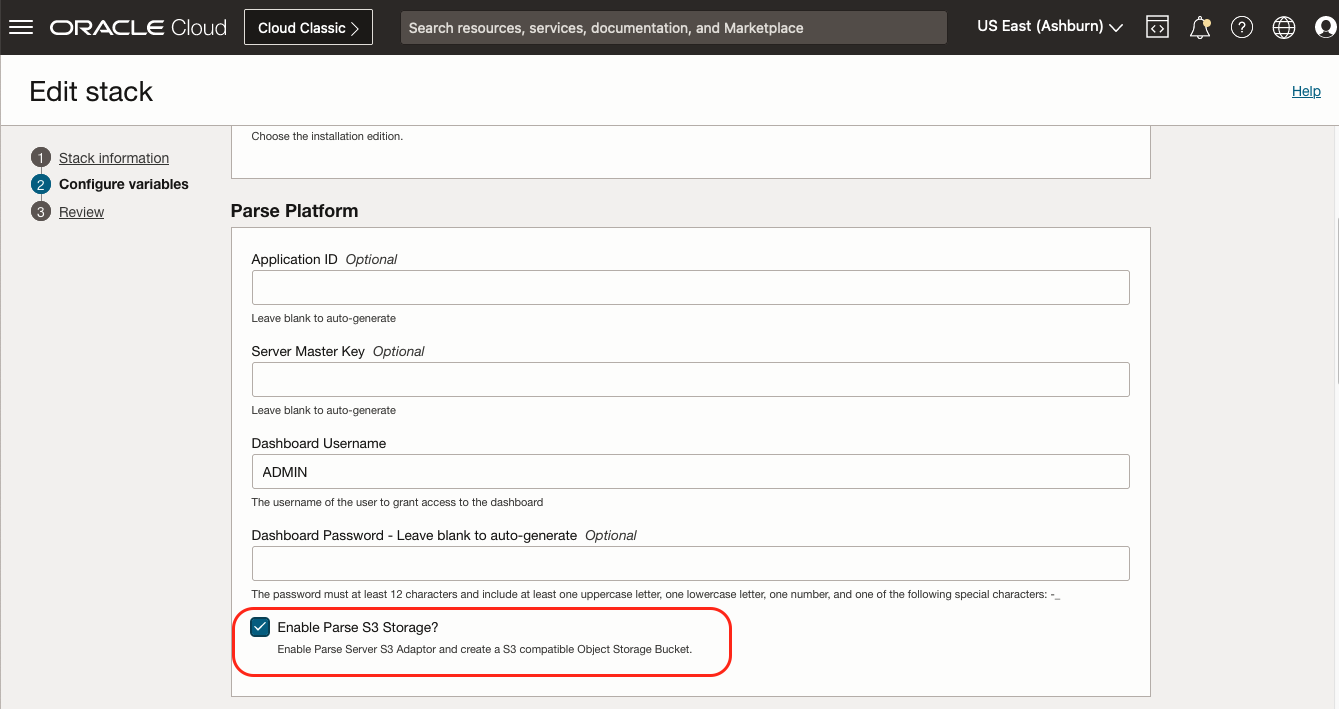 ORACLE Cloud
Cloud Classic >
Search resources, services, documentation, and Marketplace
US East (Ashburn)
Edit stack
Help
1 Stack information
2 Configure variables
3 Review
Choose the installation edition.
Parse Platform
Application ID Optional
Leave blank to auto-generate
Server Master Key Optional
Leave blank to auto-generate
Dashboard Username
ADMIN
The username of the user to grant access to the dashboard
Dashboard Password - Leave blank to auto-generate Optional
The password must at least 12 characters and include at least one uppercase letter, one lowercase letter, one number, and one of the following special characters: -_
Enable Parse S3 Storage?
Enable Parse Server S3 Adaptor and create a S3 compatible Object Storage Bucket.